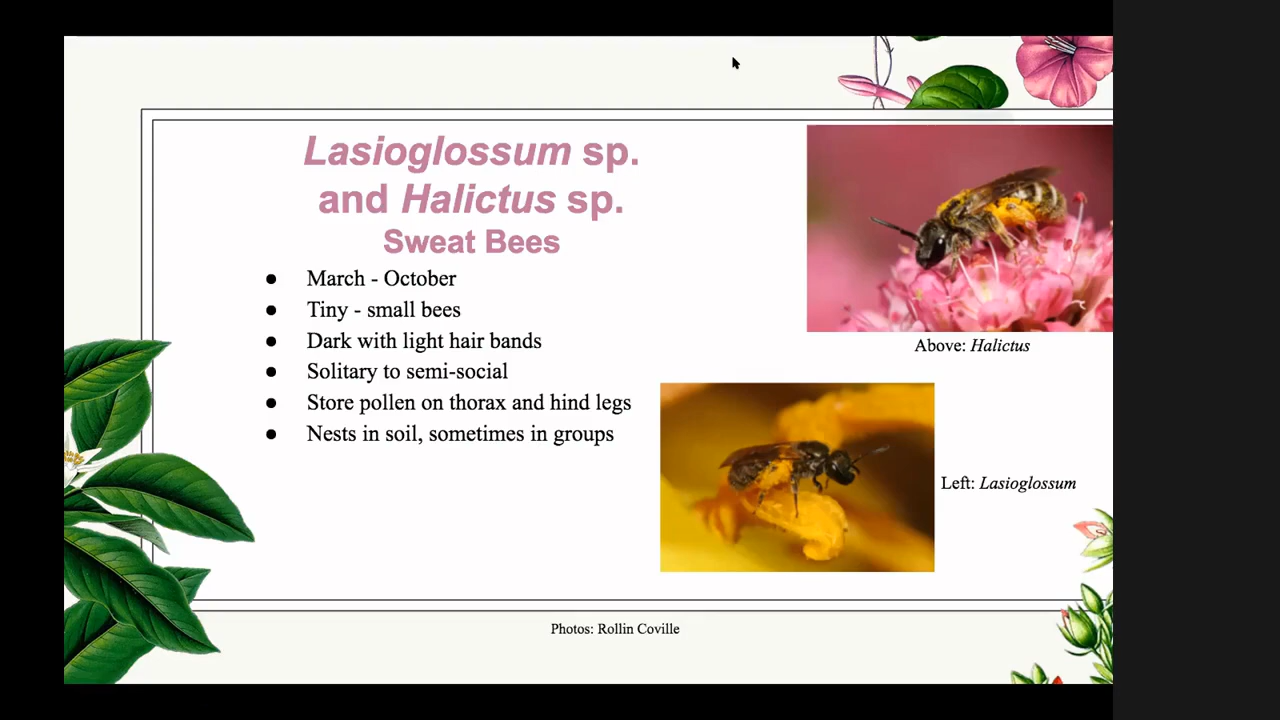 Lasioglossum sp.
and Halictus sp.
Sweat Bees
● March - October
● Tiny - small bees
● Dark with light hair bands
● Solitary to semi-social
● Store pollen on thorax and hind legs
● Nests in soil, sometimes in groups
Above: Halictus
Left: Lasioglossum
Photos: Rollin Coville